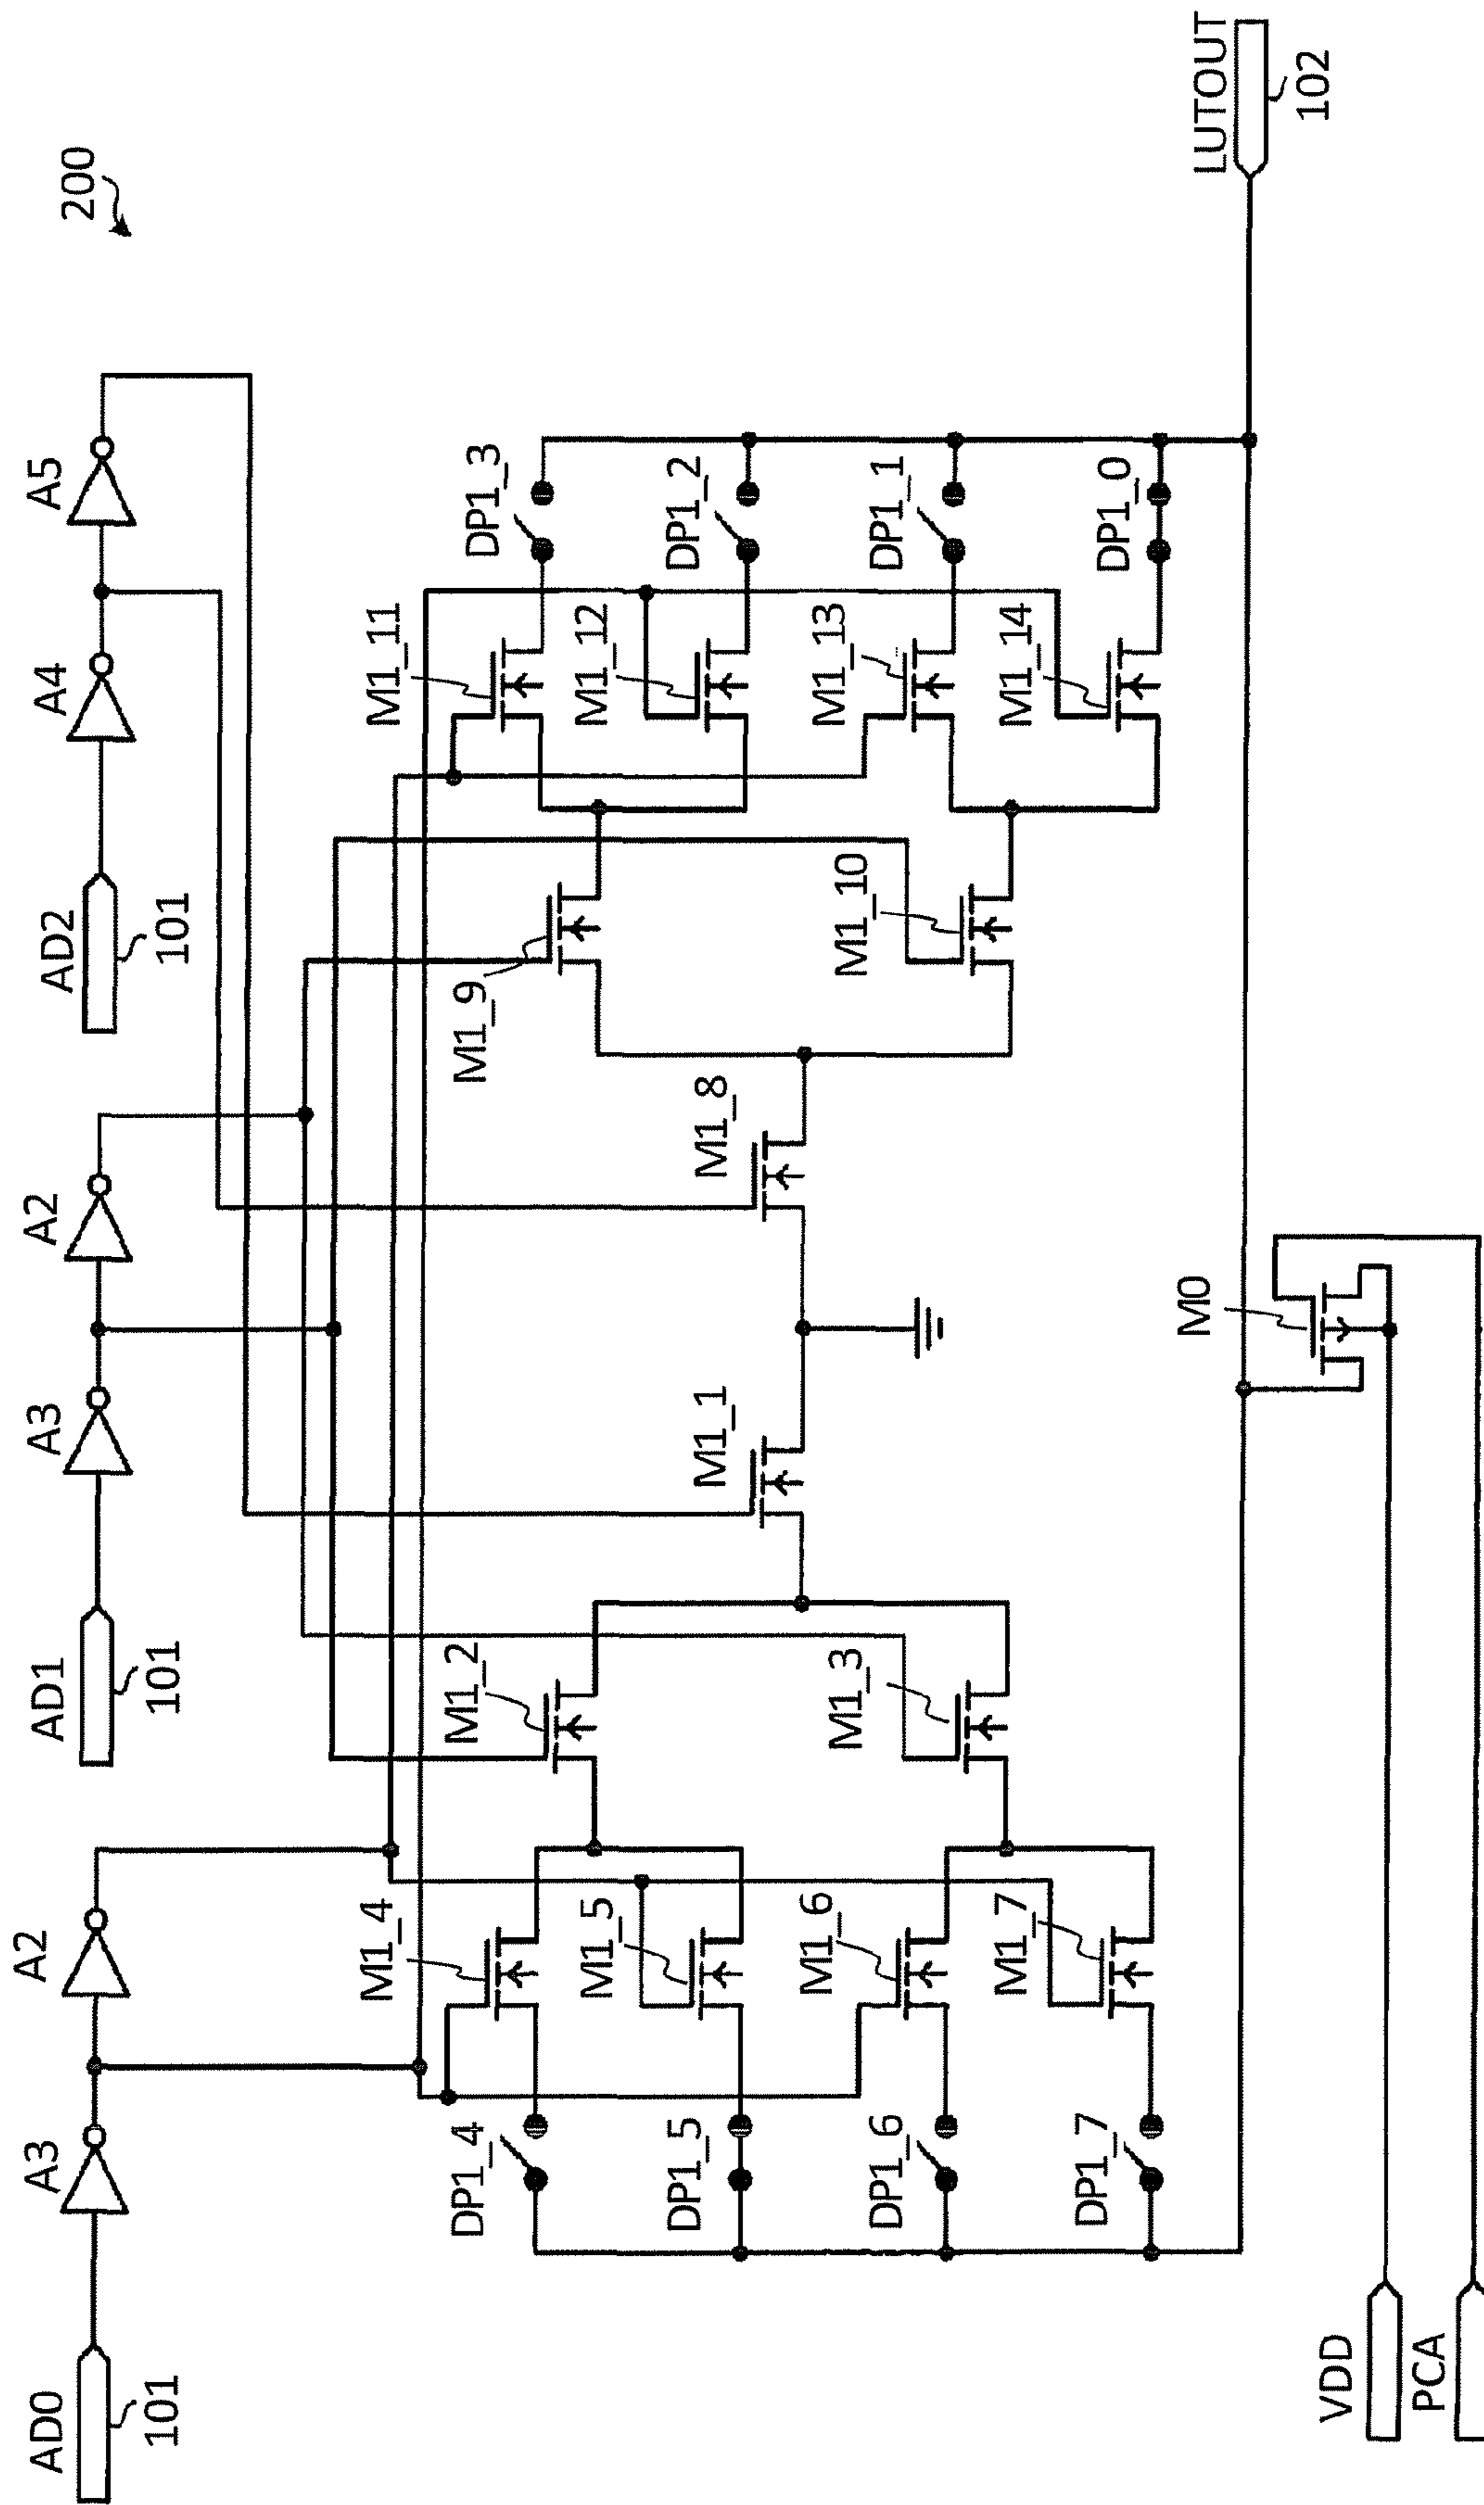 200
AD0
101
A3
A2
AD1
101
A3
A2
AD2
101
A4
A5
M1_4
M1_5
M1_6
M1_7
DP1_4
DP1_5
DP1_6
DP1_7
M1_2
M1_3
M1_1
M1_8
M1_9
M1_10
M1_11
M1_12
M1_13
M1_14
DP1_3
DP1_2
DP1_1
DP1_0
M0
LUTOUT
102
VDD
PCA